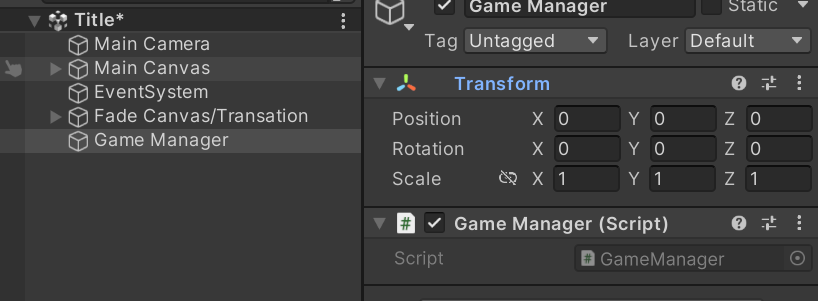 Title*
Main Camera
Main Canvas
EventSystem
Fade Canvas/Transation
Game Manager
Game Manager
Static
Tag Untagged Layer Default
Transform
Position X 0 Y 0 Z 0
Rotation X 0 Y 0 Z 0
Scale X 1 Y 1 Z 1
# Game Manager (Script)
Script # GameManager